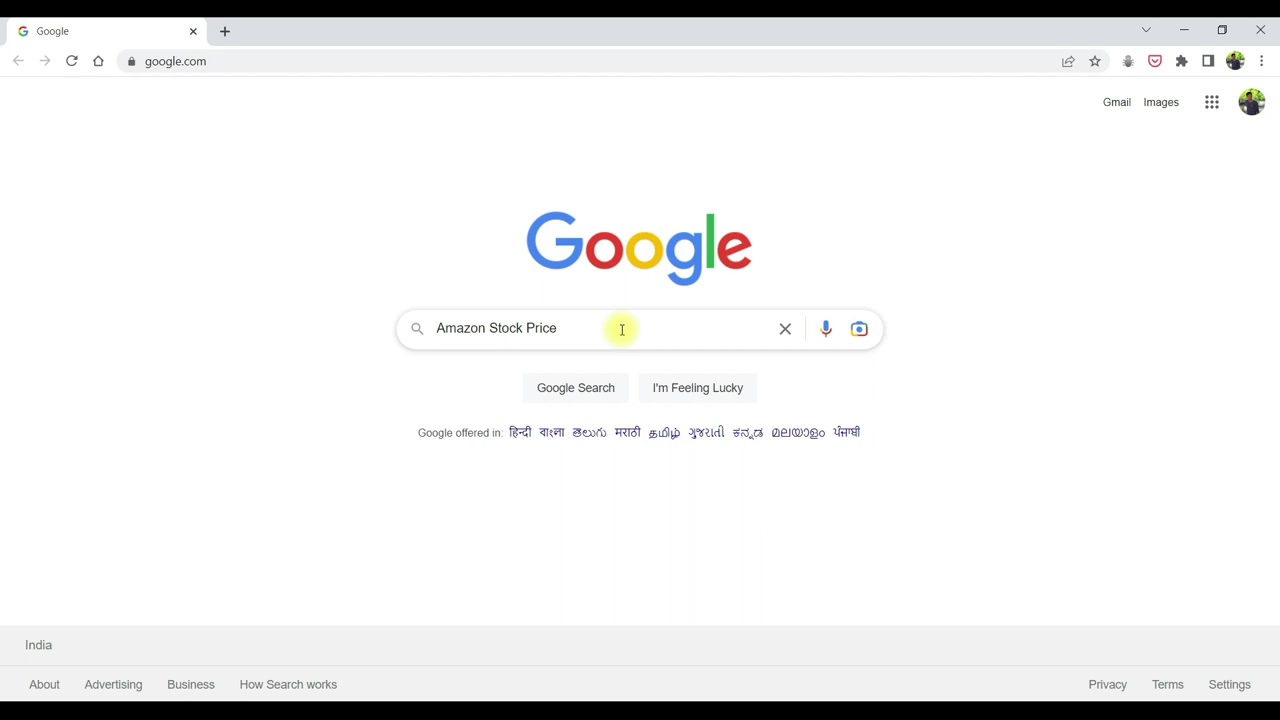 Google
google.com
Gmail Images
Google
Amazon Stock Price
Google Search I'm Feeling Lucky
Google offered in: हिन्दी বাংলা తెలుగు मराठी தமிழ் ગુજરાતી ಕನ್ನಡ മലയാളം ਪੰਜਾਬੀ
India
About Advertising Business How Search works Privacy Terms Settings